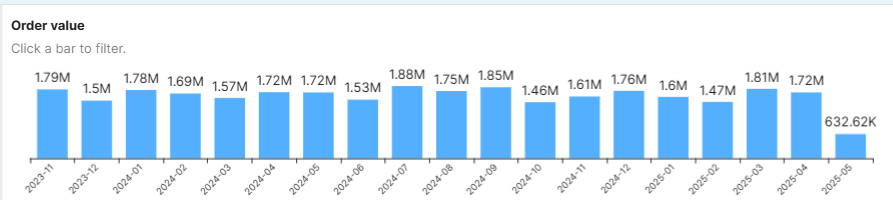 Order value
Click a bar to filter.
1.79M 1.5M 1.78M 1.69M 1.57M 1.72M 1.72M 1.53M 1.88M 1.75M 1.85M 1.46M 1.61M 1.76M 1.6M 1.47M 1.81M 1.72M 632.62K
2023-11 2023-12 2024-01 2024-02 2024-03 2024-04 2024-05 2024-06 2024-07 2024-08 2024-09 2024-10 2024-11 2024-12 2025-01 2025-02 2025-03 2025-04 2025-05